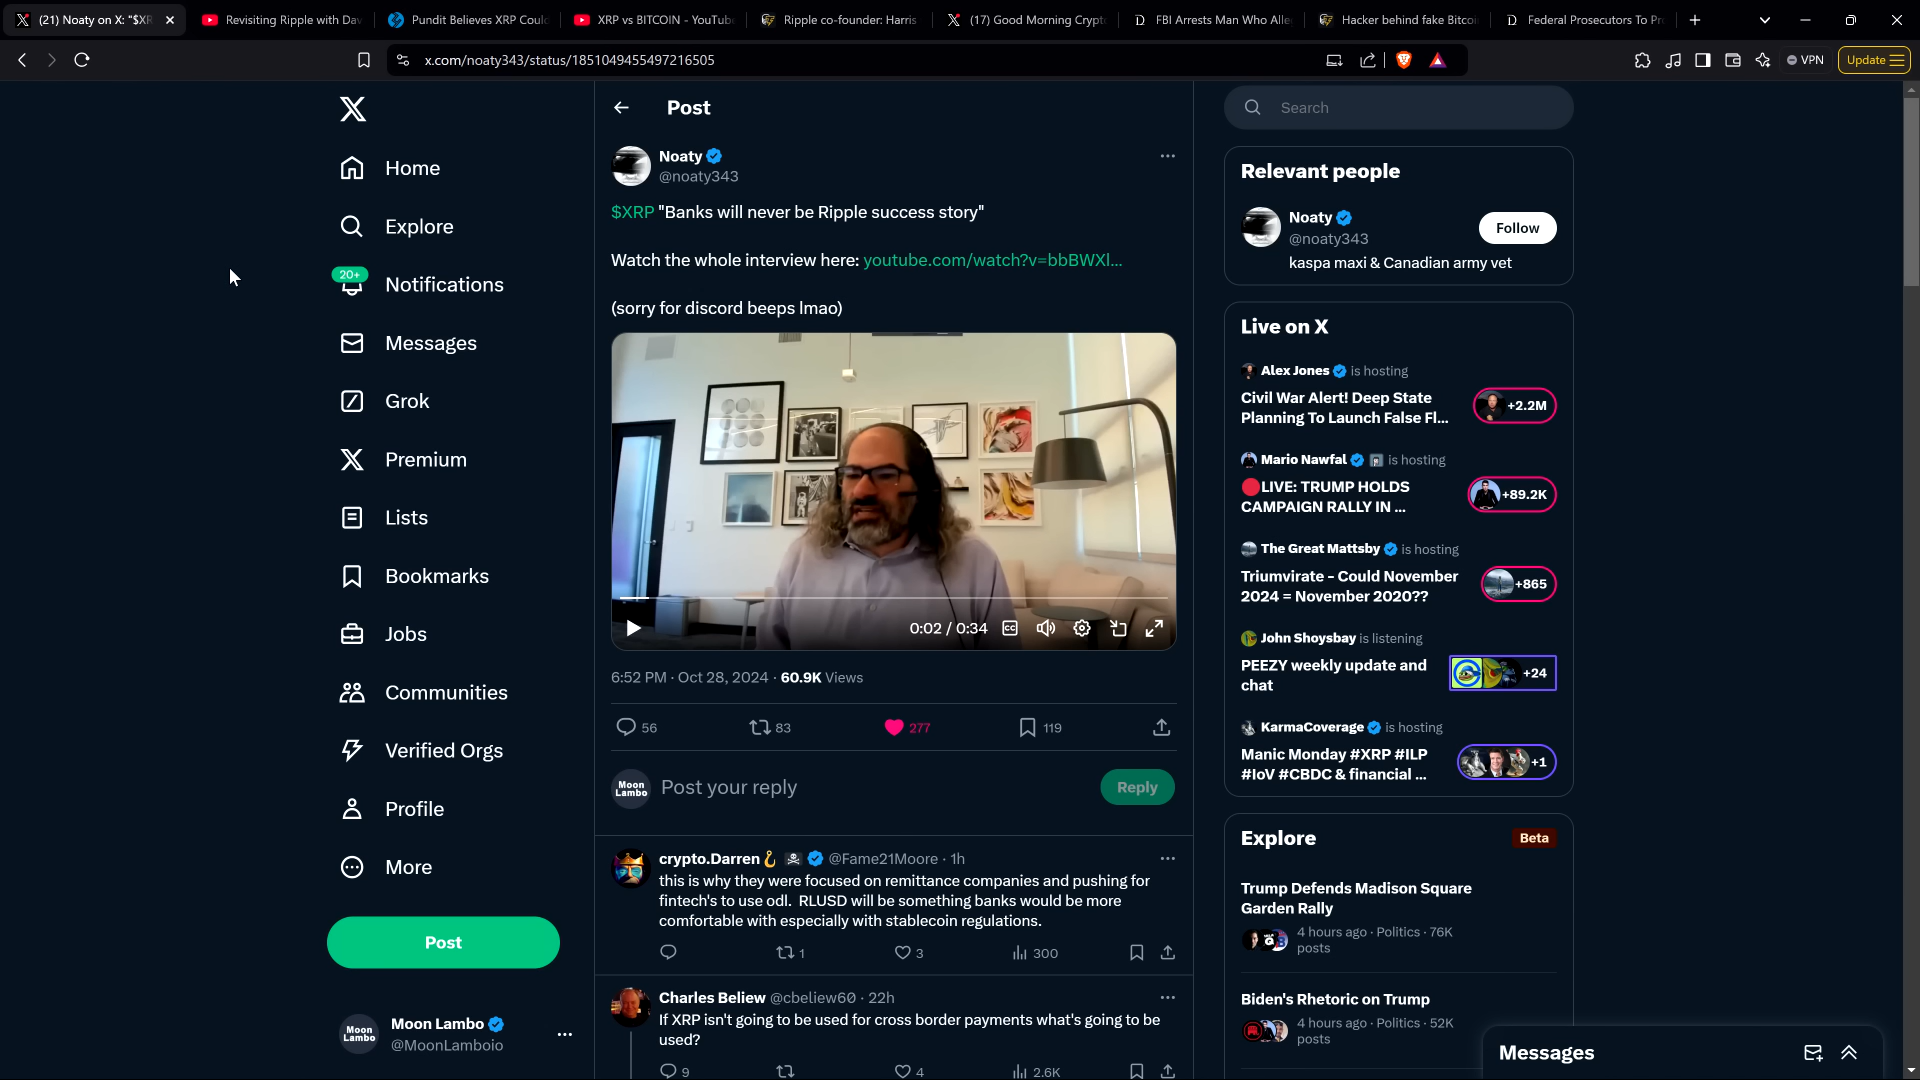 (21) Noaty on X: "$XR
Revisiting Ripple with Dav
Pundit Believes XRP Coul
XRP vs BITCOIN - YouTube
Ripple co-founder: Harris
(17) Good Morning Crypto
FBI Arrests Man Who Alle
Hacker behind fake Bitcoi
Federal Prosecutors To Pr
x.com/noaty343/status/1851049455497216505
VPN
Update
Home
Explore
20+
Notifications
Messages
Grok
Premium
Lists
Bookmarks
Jobs
Communities
Verified Orgs
Profile
More
Post
Moon Lambo
Moon Lambo
@MoonLamboio
Post
Noaty
@noaty343
$XRP "Banks will never be Ripple success story"
Watch the whole interview here: youtube.com/watch?v=bbBWXI...
(sorry for discord beeps lmao)
0:02 / 0:34
CC
6:52 PM · Oct 28, 2024 · 60.9K Views
56 83 277 119
Moon Lambo
Post your reply
Reply
crypto.Darren @Fame21Moore · 1h
this is why they were focused on remittance companies and pushing for
fintech's to use odl. RLUSD will be something banks would be more
comfortable with especially with stablecoin regulations.
1 3 300
Charles Beliew @cbeliew60 · 22h
If XRP isn't going to be used for cross border payments what's going to be
used?
9 4 2.6K
Search
Relevant people
Noaty
@noaty343
Follow
kaspa maxi & Canadian army vet
Live on X
Alex Jones is hosting
Civil War Alert! Deep State
Planning To Launch False Fl...
+2.2M
Mario Nawfal is hosting
LIVE: TRUMP HOLDS
CAMPAIGN RALLY IN ...
+89.2K
The Great Mattsby is hosting
Triumvirate - Could November
2024 = November 2020??
+865
John Shoysbay is listening
PEEZY weekly update and
chat
+24
KarmaCoverage is hosting
Manic Monday #XRP #ILP
#IoV #CBDC & financial ...
+1
Explore
Beta
Trump Defends Madison Square
Garden Rally
4 hours ago · Politics · 76K
posts
Biden's Rhetoric on Trump
4 hours ago · Politics · 52K
posts
Messages